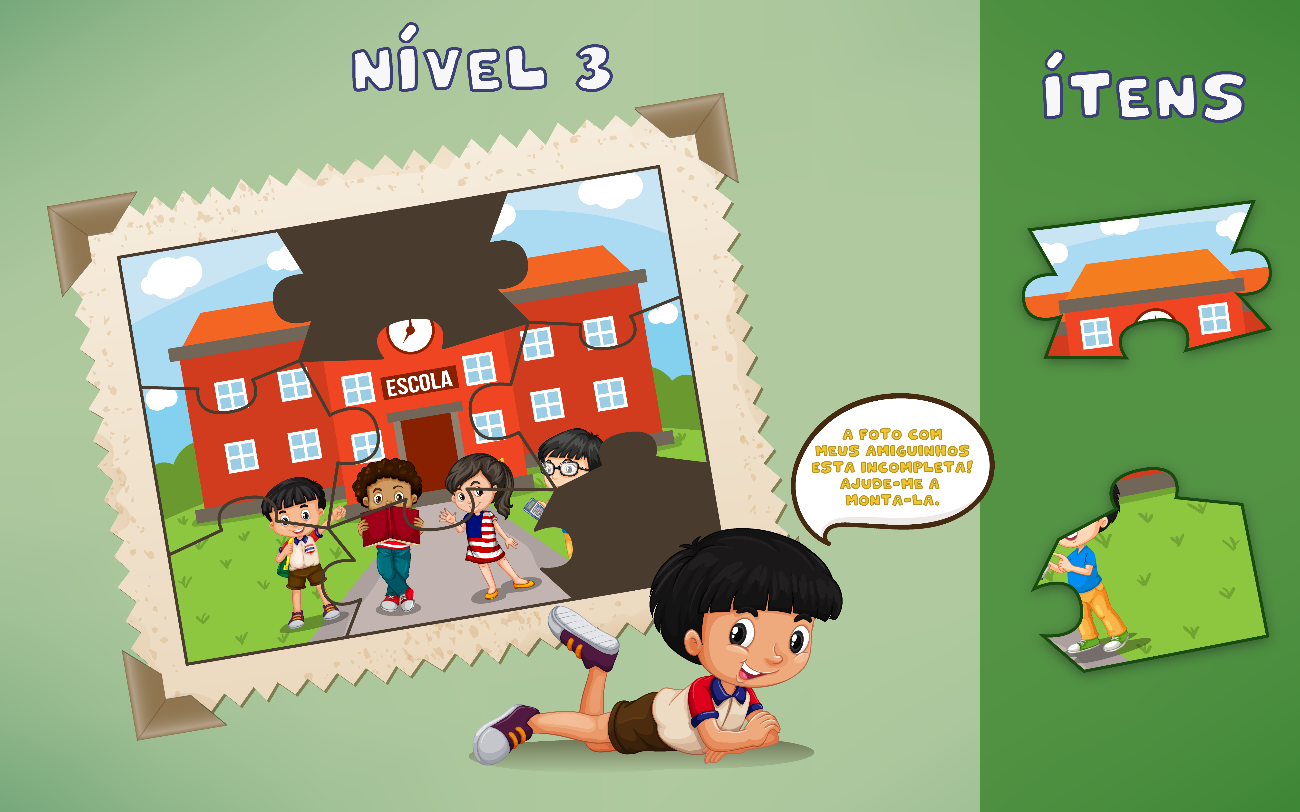 NÍVEL 3
ÍTENS
ESCOLA
A FOTO COM
MEUS AMIGUINHOS
ESTA INCOMPLETA!
AJUDE-ME A
MONTA-LA.